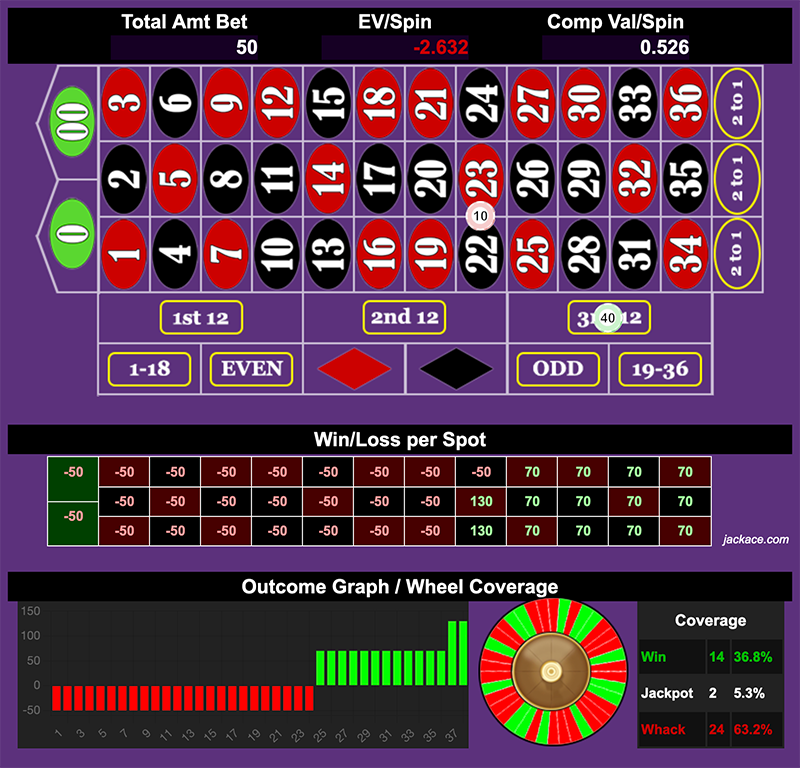 Total Amt Bet EV/Spin Comp Val/Spin
50 -2.632 0.526
00 3 6 9 12 15 18 21 24 27 30 33 36 2 to 1
2 5 8 11 14 17 20 23 26 29 32 35 2 to 1
10
0 1 4 7 10 13 16 19 22 25 28 31 34 2 to 1
1st 12 2nd 12 3 40 12
1-18 EVEN ODD 19-36
Win/Loss per Spot
-50 -50 -50 -50 -50 -50 -50 -50 -50 70 70 70 70
-50 -50 -50 -50 -50 -50 -50 -50 130 70 70 70 70
-50 -50 -50 -50 -50 -50 -50 -50 130 70 70 70 70
jackace.com
Outcome Graph / Wheel Coverage
150
100
50
0
-50
1 3 5 7 9 11 13 15 17 19 21 23 25 27 29 31 33 35 37
Coverage
Win 14 36.8%
Jackpot 2 5.3%
Whack 24 63.2%